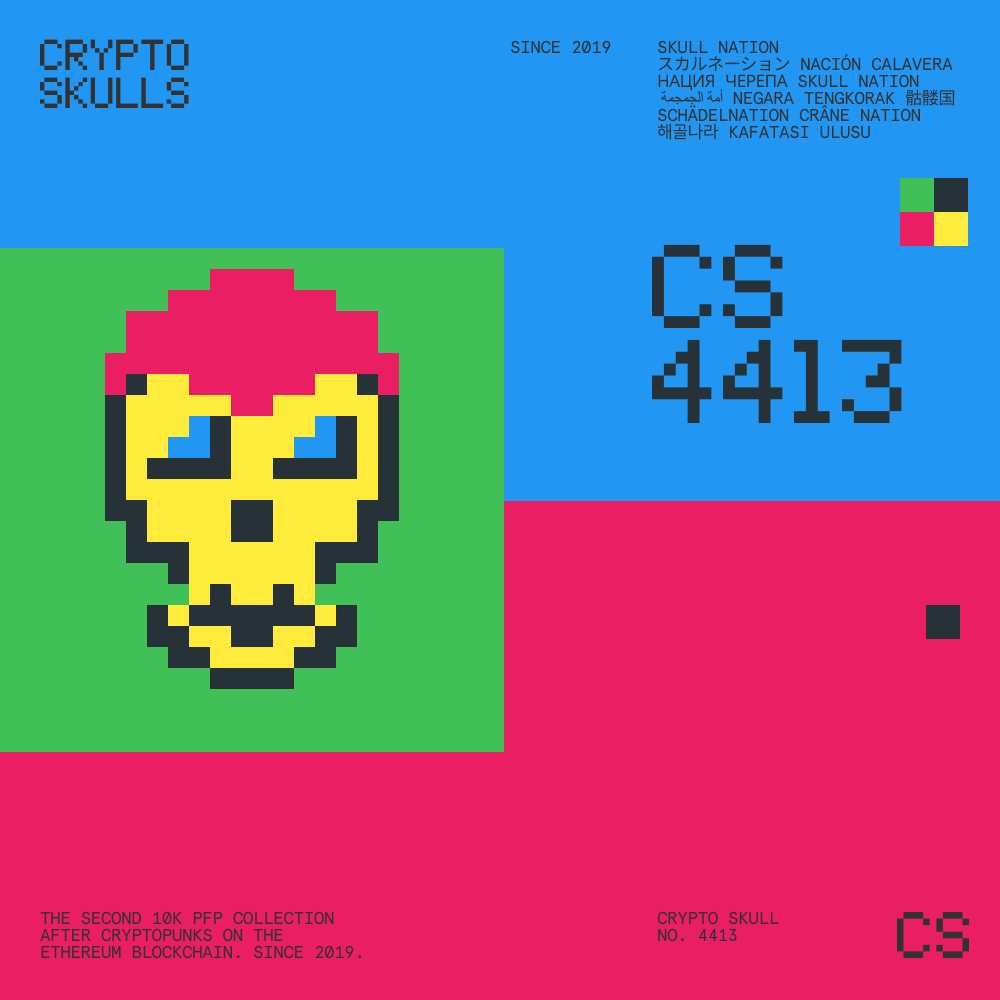 CRYPTO
SKULLS
SINCE 2019
SKULL NATION
スカルネーション NACIÓN CALAVERA
НАЦИЯ ЧЕРЕПА SKULL NATION
أمة الجمجمة NEGARA TENGKORAK 骷髅国
SCHÄDELNATION CRÂNE NATION
해골나라 KAFATASI ULUSU
CS
4413
THE SECOND 10K PFP COLLECTION
AFTER CRYPTOPUNKS ON THE
ETHEREUM BLOCKCHAIN. SINCE 2019.
CRYPTO SKULL
NO. 4413
CS